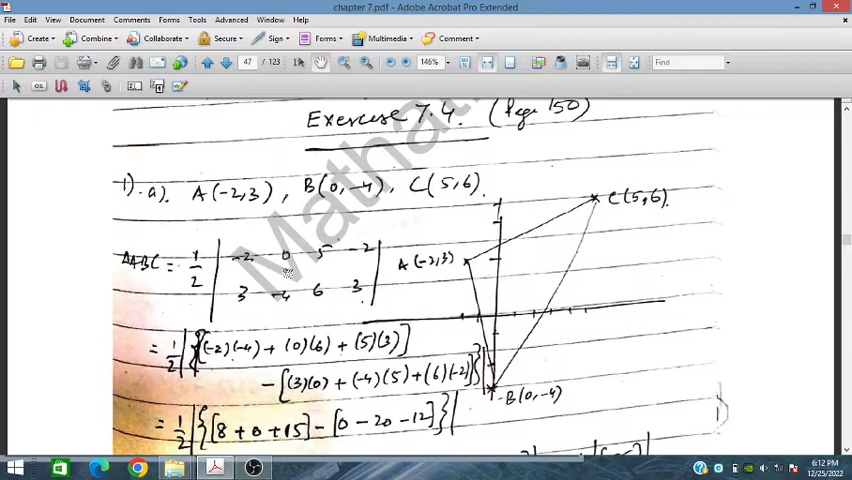 chapter 7.pdf - Adobe Acrobat Pro Extended
File Edit View Document Comments Forms Tools Advanced Window Help
Create Combine Collaborate Secure Sign Forms Multimedia Comment
47 / 123 146% Find
Exercise 7.4. (Page 150)
1). a). A(-2,3), B(0,-4), C(5,6).
C(5,6).
A(-2,3)
ΔABC = 1/2 | -2 0 5 -2 |
| 3 -4 6 3 |
= 1/2 |{[(-2)(-4) + (0)(6) + (5)(3)]
- [(3)(0) + (-4)(5) + (6)(-2)]}|
B(0,-4)
= 1/2 |{[8 + 0 + 15] - [0 - 20 - 12]}|
6:12 PM
12/25/2022